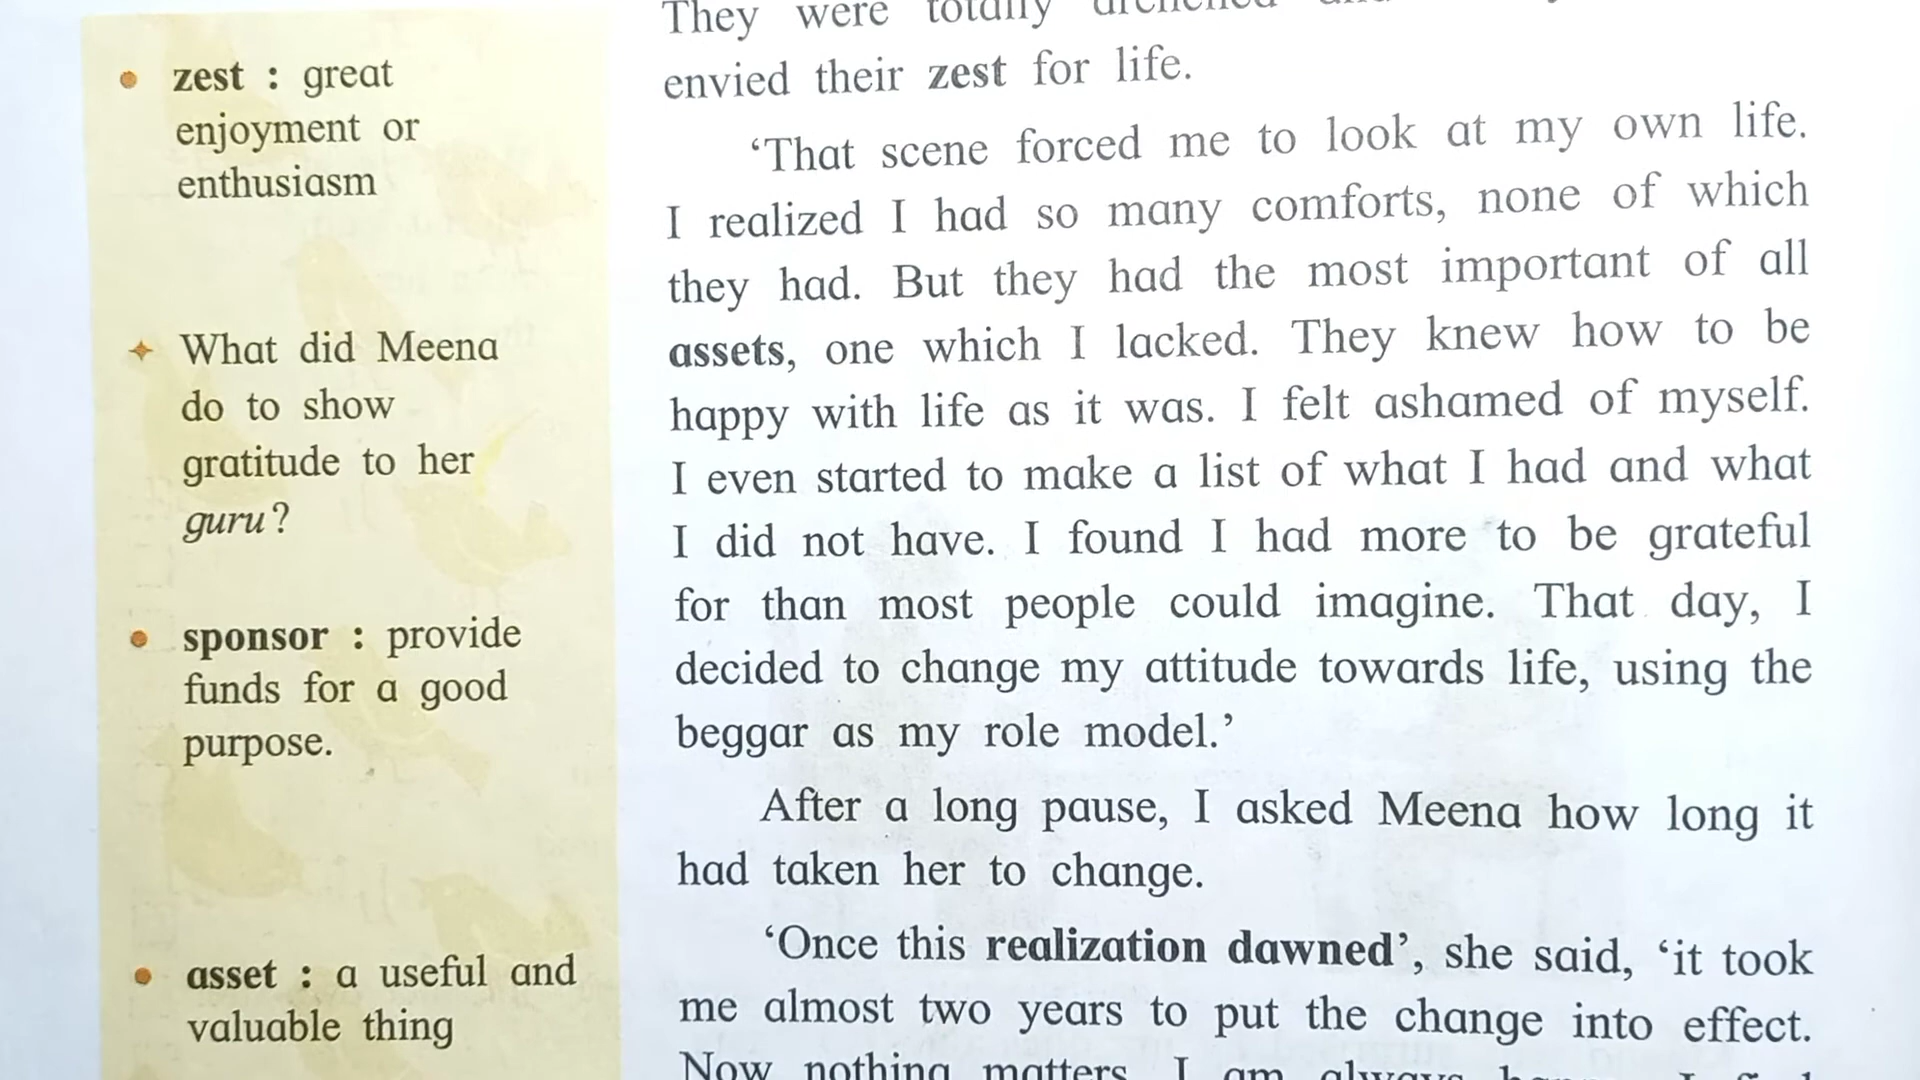 zest : great
enjoyment or
enthusiasm
What did Meena
do to show
gratitude to her
guru?
sponsor : provide
funds for a good
purpose.
asset : a useful and
valuable thing
They were totally drenched
envied their zest for life.
‘That scene forced me to look at my own life.
I realized I had so many comforts, none of which
they had. But they had the most important of all
assets, one which I lacked. They knew how to be
happy with life as it was. I felt ashamed of myself.
I even started to make a list of what I had and what
I did not have. I found I had more to be grateful
for than most people could imagine. That day, I
decided to change my attitude towards life, using the
beggar as my role model.’
After a long pause, I asked Meena how long it
had taken her to change.
‘Once this realization dawned’, she said, ‘it took
me almost two years to put the change into effect.
Now nothing matters. I am always